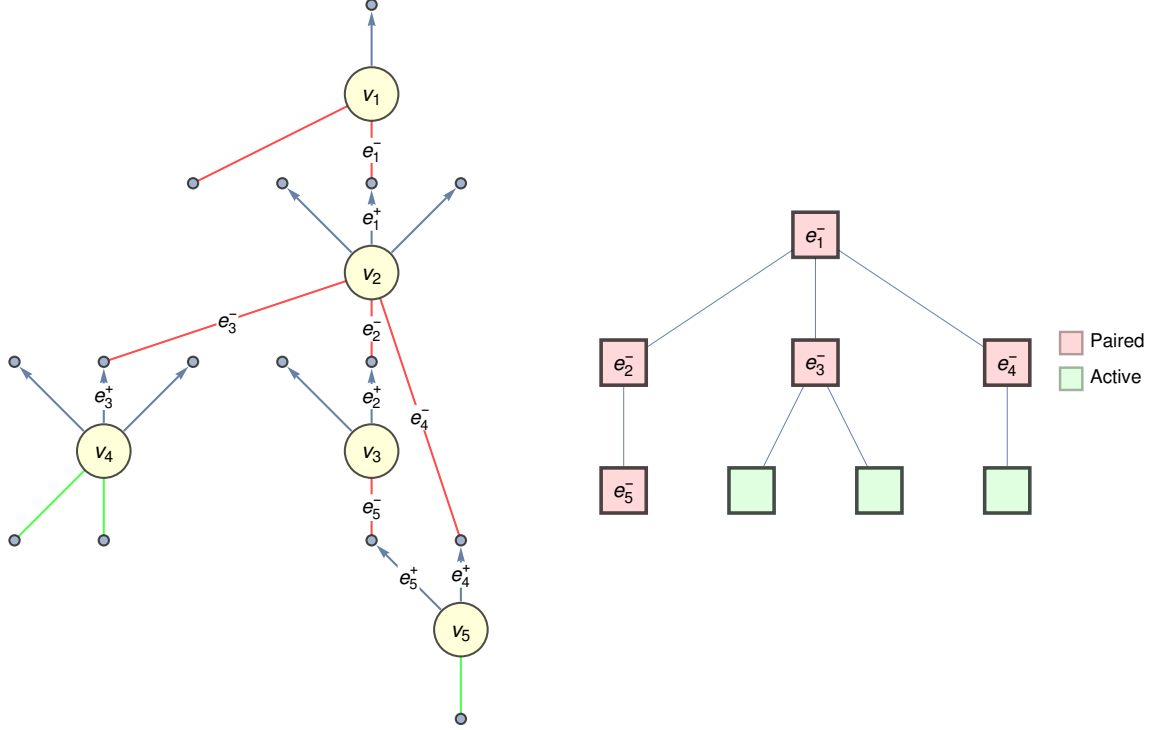 v₁
e₁⁻
e₁⁺
v₂
e₃⁻
e₂⁻
e₃⁺
e₂⁺
e₄⁻
v₄
v₃
e₅⁻
e₅⁺
e₄⁺
v₅
e₁⁻
e₂⁻
e₃⁻
e₄⁻
e₅⁻
Paired
Active